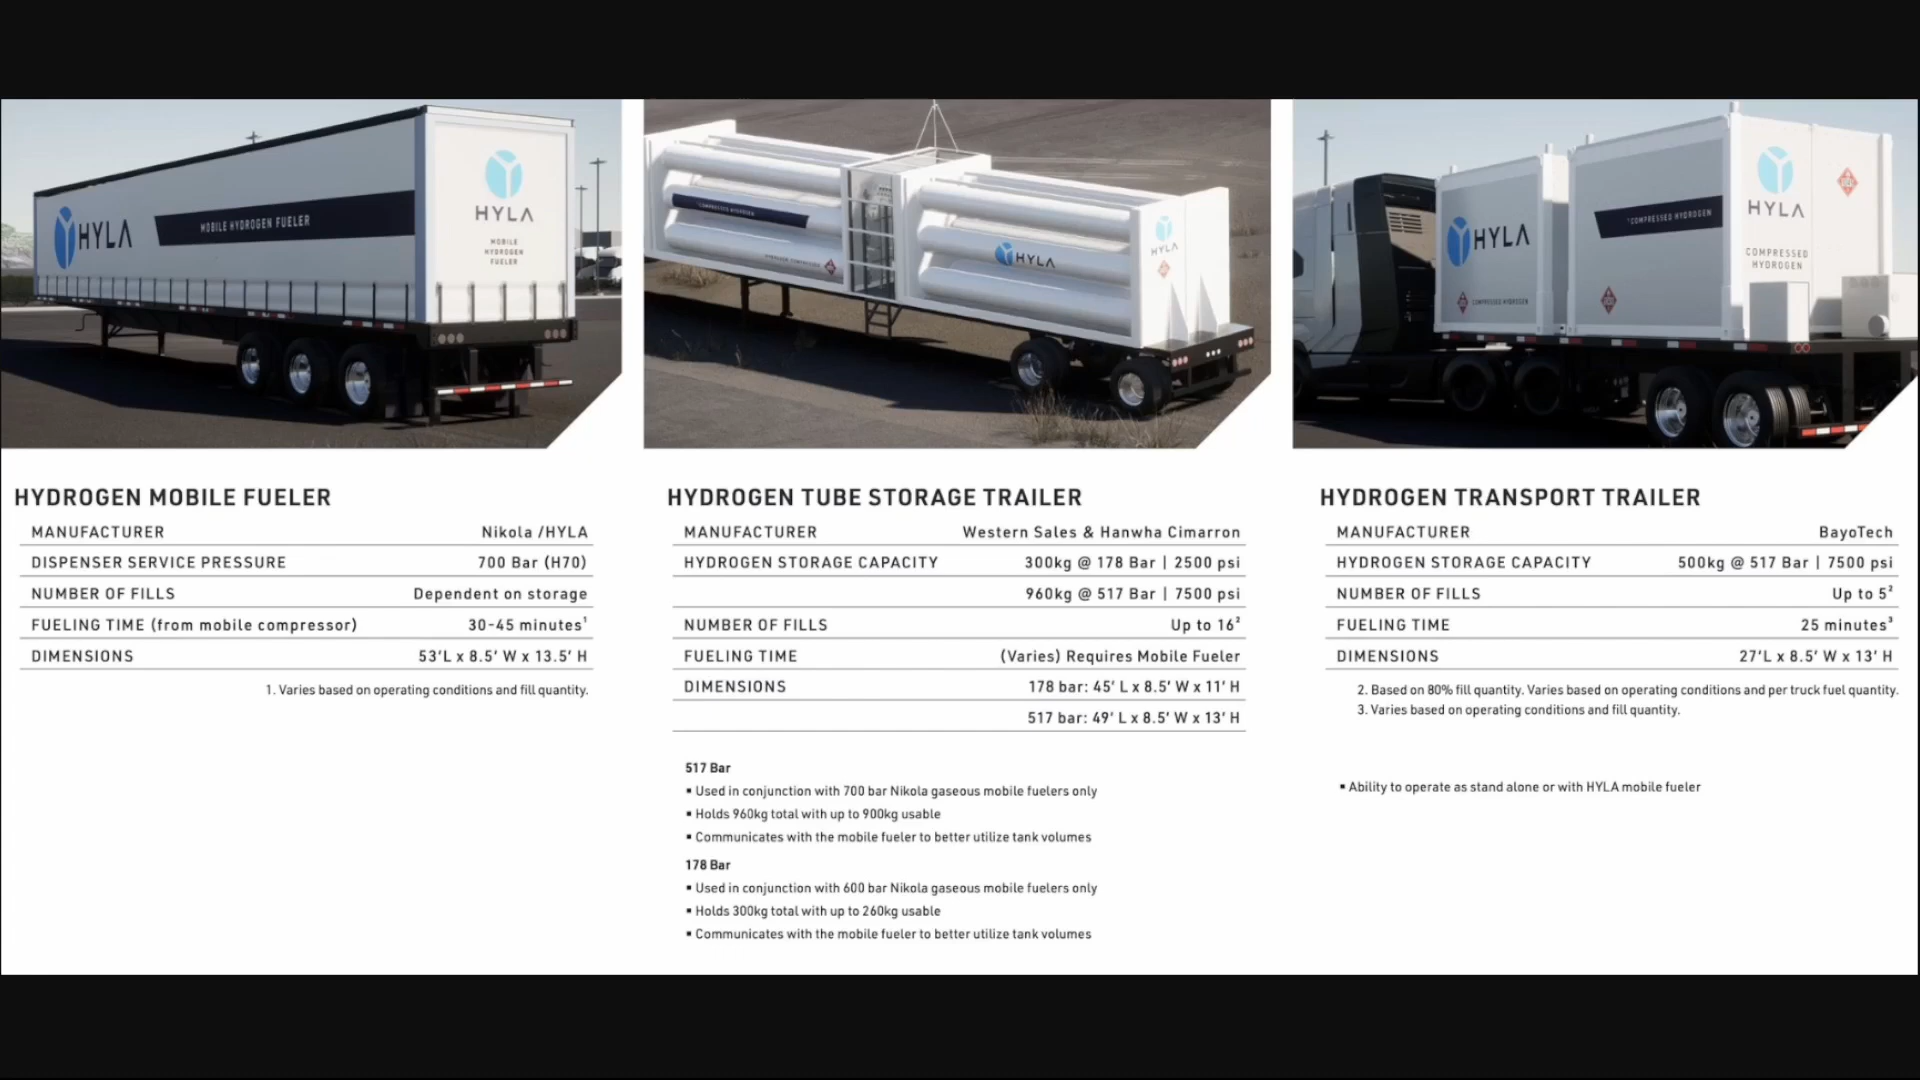 HYLA
MOBILE HYDROGEN FUELER
HYLA
MOBILE
HYDROGEN
FUELER
HYDROGEN MOBILE FUELER
MANUFACTURER Nikola /HYLA
DISPENSER SERVICE PRESSURE 700 Bar (H70)
NUMBER OF FILLS Dependent on storage
FUELING TIME (from mobile compressor) 30-45 minutes¹
DIMENSIONS 53'L x 8.5' W x 13.5' H
1. Varies based on operating conditions and fill quantity.
COMPRESSED HYDROGEN
HYLA
HYLA
HYDROGEN TUBE STORAGE TRAILER
MANUFACTURER Western Sales & Hanwha Cimarron
HYDROGEN STORAGE CAPACITY 300kg @ 178 Bar | 2500 psi
960kg @ 517 Bar | 7500 psi
NUMBER OF FILLS Up to 16²
FUELING TIME (Varies) Requires Mobile Fueler
DIMENSIONS 178 bar: 45' L x 8.5' W x 11' H
517 bar: 49' L x 8.5' W x 13' H
517 Bar
▪ Used in conjunction with 700 bar Nikola gaseous mobile fuelers only
▪ Holds 960kg total with up to 900kg usable
▪ Communicates with the mobile fueler to better utilize tank volumes
178 Bar
▪ Used in conjunction with 600 bar Nikola gaseous mobile fuelers only
▪ Holds 300kg total with up to 260kg usable
▪ Communicates with the mobile fueler to better utilize tank volumes
HYLA
COMPRESSED HYDROGEN
COMPRESSED HYDROGEN
HYLA
COMPRESSED
HYDROGEN
HYDROGEN TRANSPORT TRAILER
MANUFACTURER BayoTech
HYDROGEN STORAGE CAPACITY 500kg @ 517 Bar | 7500 psi
NUMBER OF FILLS Up to 5²
FUELING TIME 25 minutes³
DIMENSIONS 27'L x 8.5' W x 13' H
2. Based on 80% fill quantity. Varies based on operating conditions and per truck fuel quantity.
3. Varies based on operating conditions and fill quantity.
▪ Ability to operate as stand alone or with HYLA mobile fueler